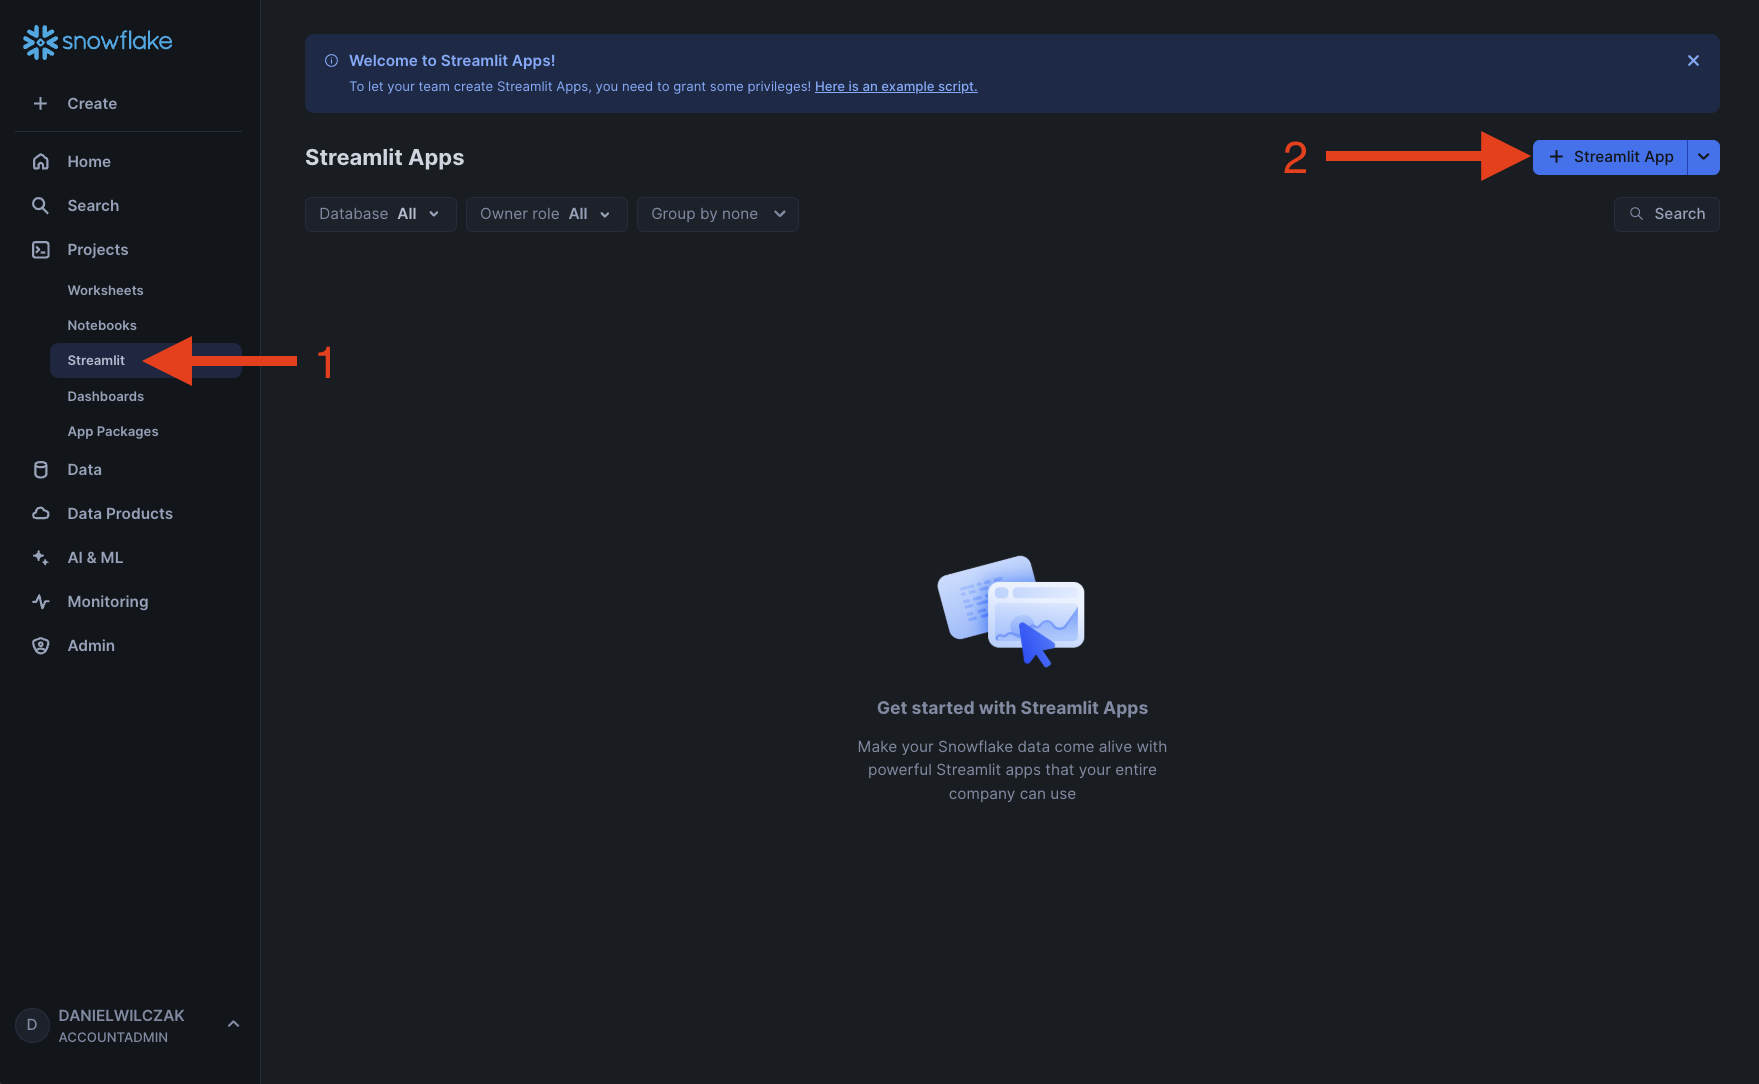 snowflake
Create
Home
Search
Projects
Worksheets
Notebooks
Streamlit
1
Dashboards
App Packages
Data
Data Products
AI & ML
Monitoring
Admin
D
DANIELWILCZAK
ACCOUNTADMIN
Welcome to Streamlit Apps!
To let your team create Streamlit Apps, you need to grant some privileges! Here is an example script.
Streamlit Apps
2
Streamlit App
Database All
Owner role All
Group by none
Search
Get started with Streamlit Apps
Make your Snowflake data come alive with
powerful Streamlit apps that your entire
company can use